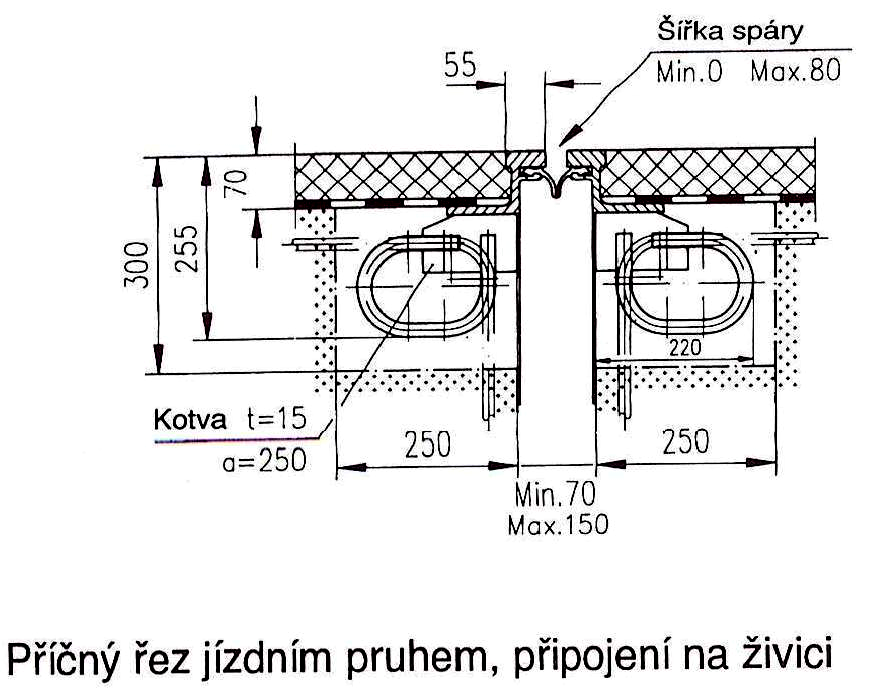 Šířka spáry
Min.0 Max.80
55
70
255
300
220
Kotva t=15
a=250
250
250
Min.70
Max.150
Příčný řez jízdním pruhem, připojení na živici